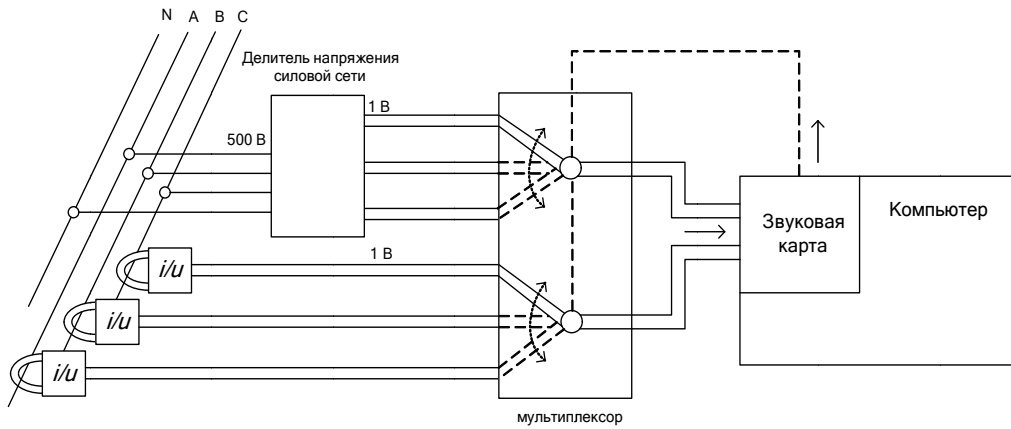 N A B C
Делитель напряжения
силовой сети
1 В
500 В
Звуковая
карта
Компьютер
1 В
i/u
i/u
i/u
мультиплексор